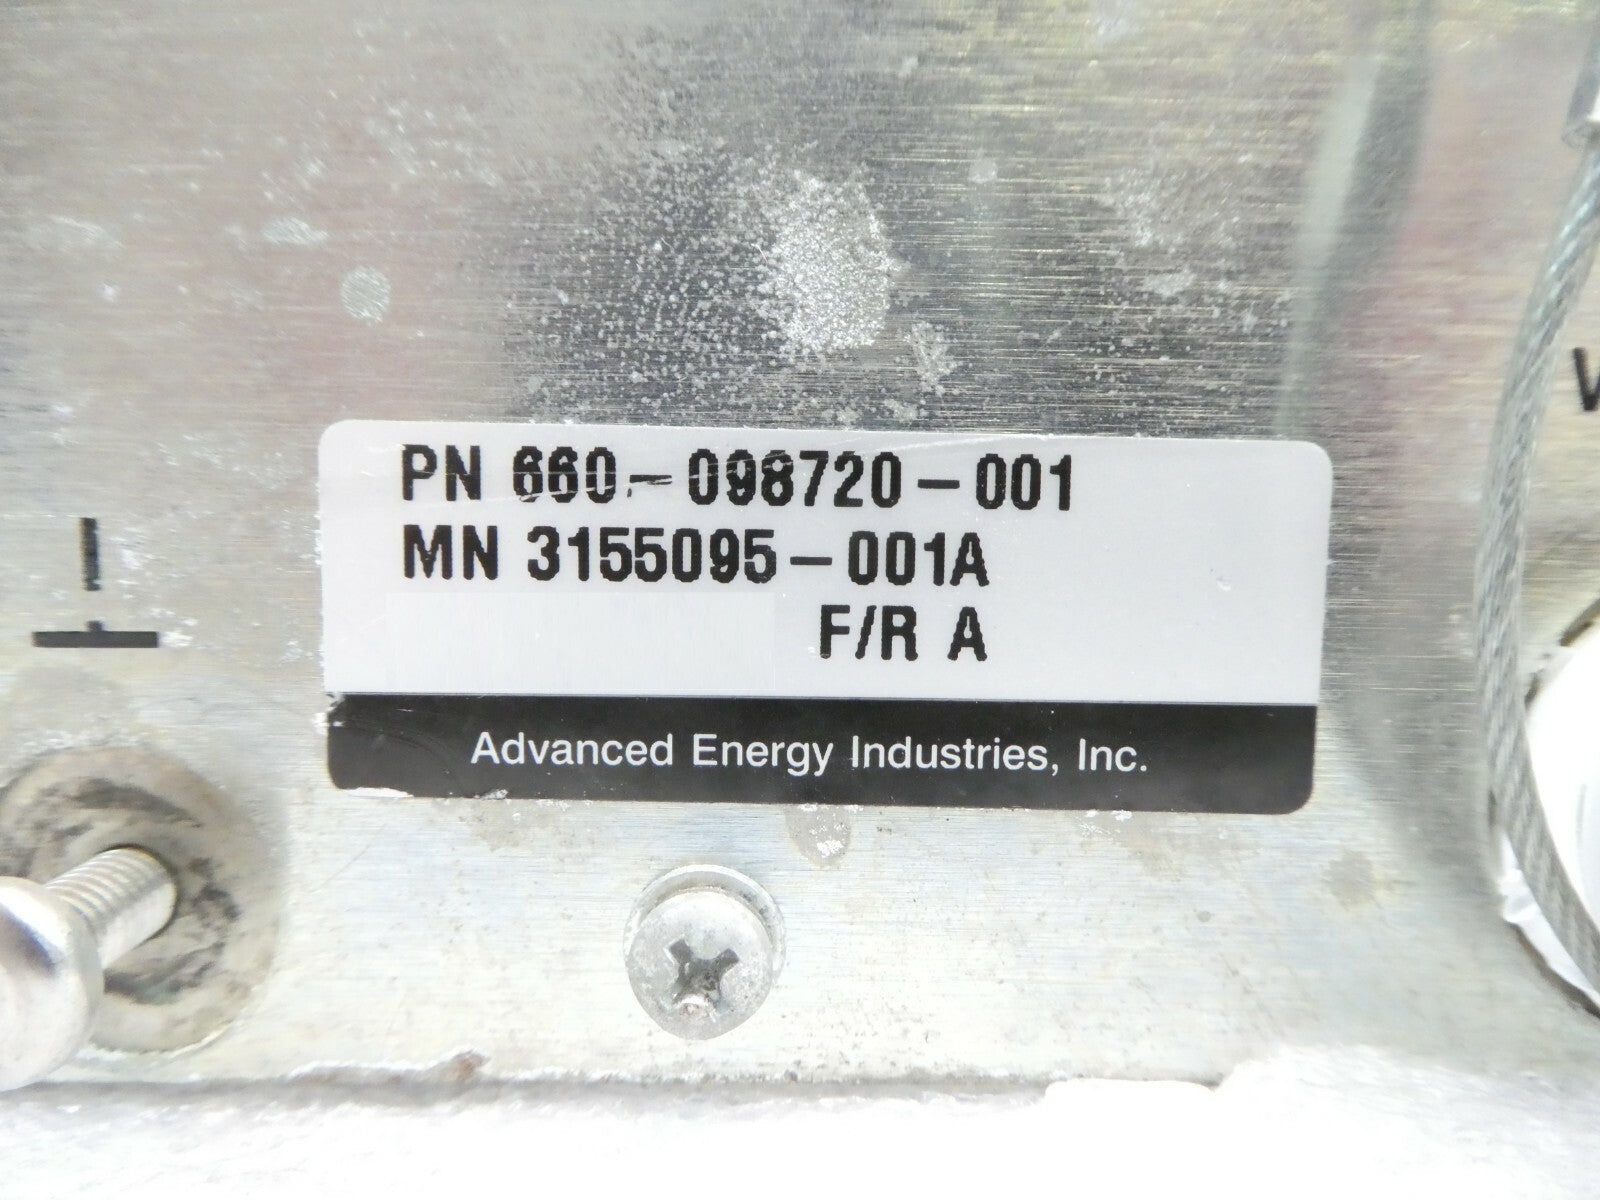 PN 660-098720-001
MN 3155095-001A
F/R A
Advanced Energy Industries, Inc.